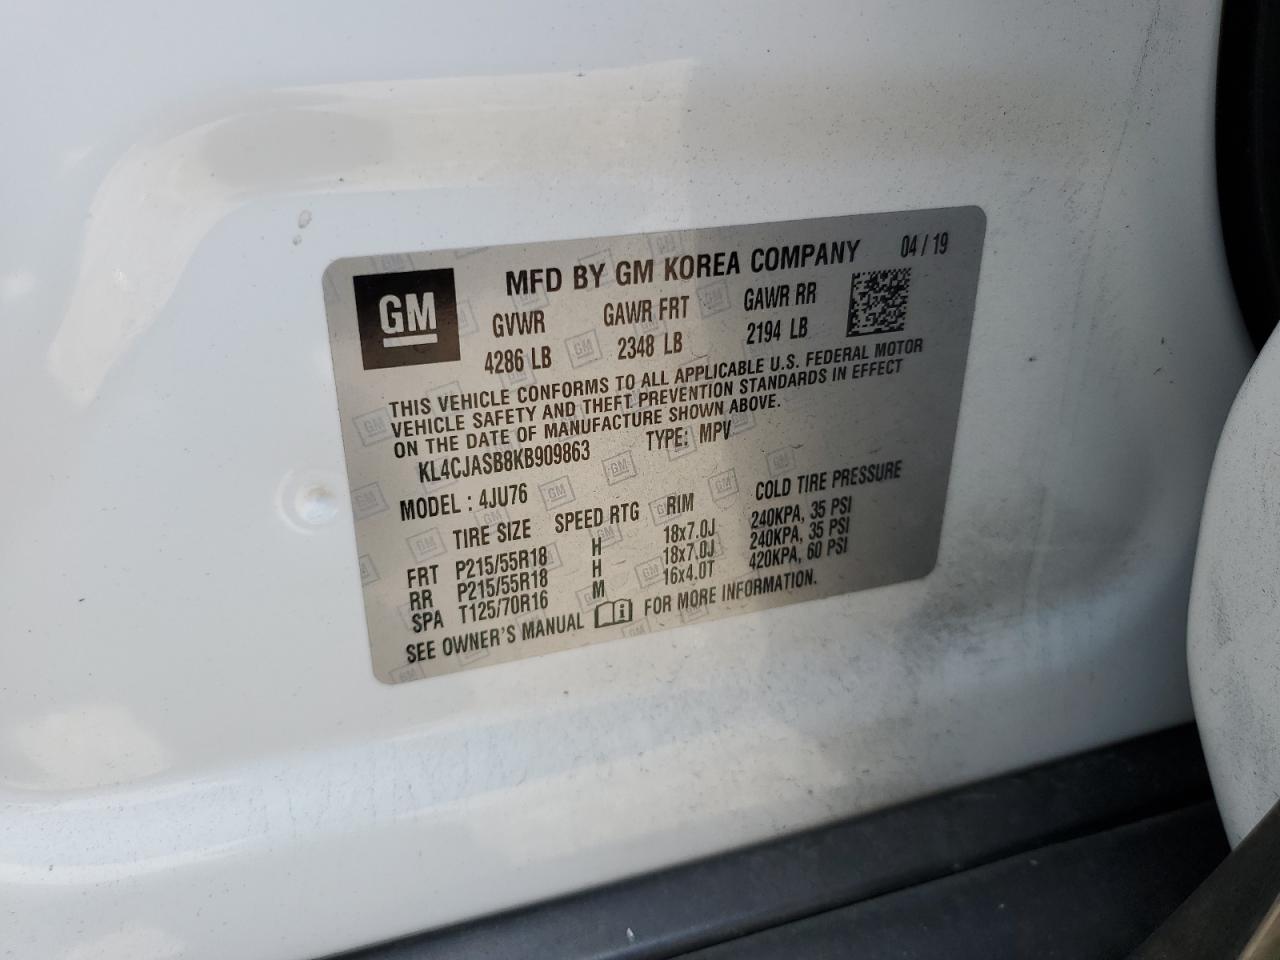 GM
MFD BY GM KOREA COMPANY 04 / 19
GVWR GAWR FRT GAWR RR
4286 LB 2348 LB 2194 LB
THIS VEHICLE CONFORMS TO ALL APPLICABLE U.S. FEDERAL MOTOR
VEHICLE SAFETY AND THEFT PREVENTION STANDARDS IN EFFECT
ON THE DATE OF MANUFACTURE SHOWN ABOVE.
KL4CJASB8KB909863 TYPE: MPV
MODEL : 4JU76
TIRE SIZE SPEED RTG RIM COLD TIRE PRESSURE
FRT P215/55R18 H 18x7.0J 240KPA, 35 PSI
RR P215/55R18 H 18x7.0J 240KPA, 35 PSI
SPA T125/70R16 M 16x4.0T 420KPA, 60 PSI
SEE OWNER'S MANUAL FOR MORE INFORMATION.